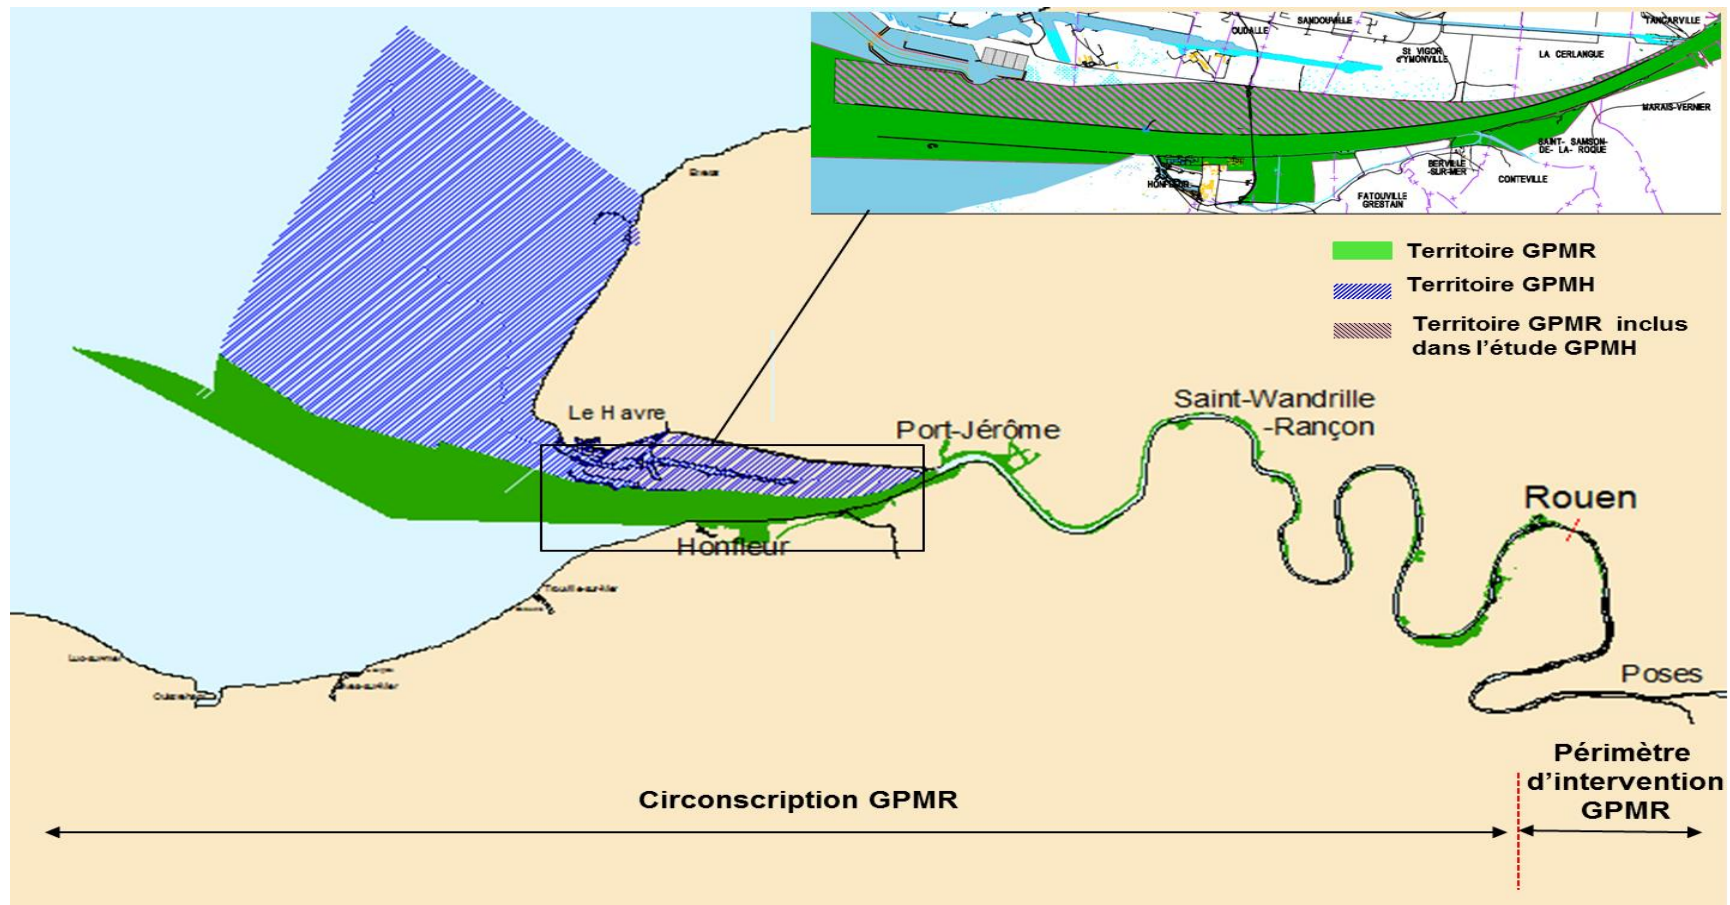 OUDALLE
SANDOUVILLE
TANCARVILLE
St VIGOR
d'YMONVILLE
LA CERLANGUE
MARAIS-VERNIER
SAINT- SAMSON-
DE- LA- ROQUE
BERVILLE
-SUR-MER
CONTEVILLE
HONFLEUR
FATOUVILLE
GRESTAIN
Territoire GPMR
Territoire GPMH
Territoire GPMR inclus
dans l'étude GPMH
Le Havre
Port-Jérôme
Saint-Wandrille
-Rançon
Rouen
Honfleur
Poses
Circonscription GPMR
Périmètre
d'intervention
GPMR